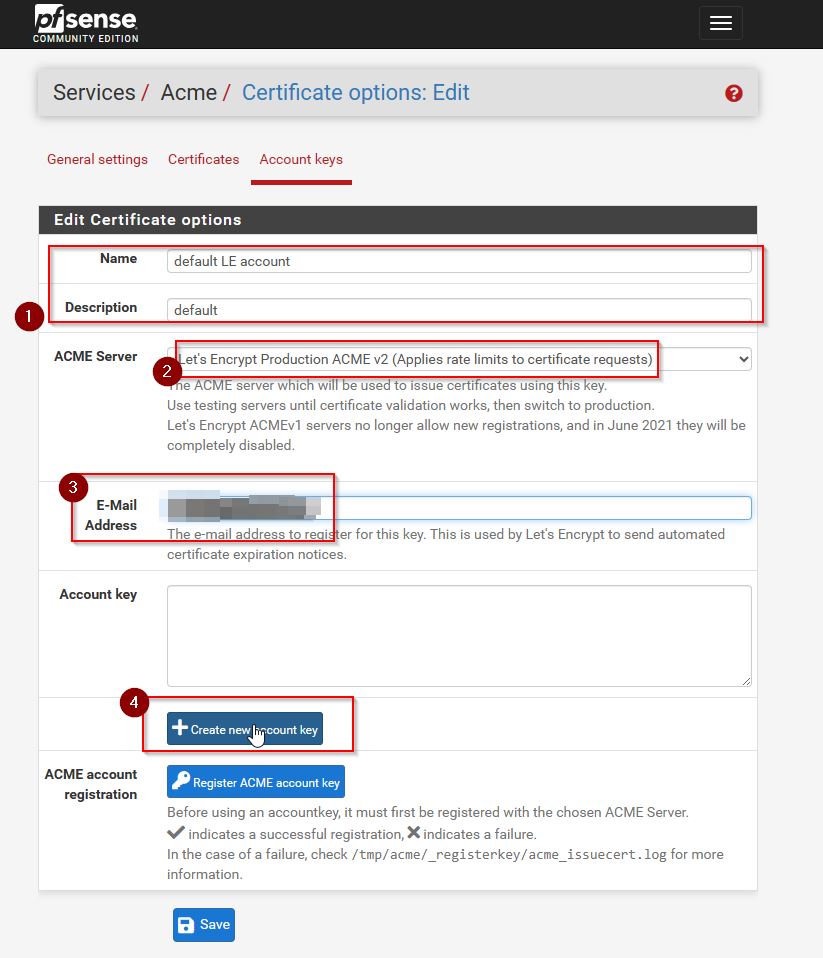 pfsense
COMMUNITY EDITION
Services / Acme / Certificate options: Edit
?
General settings Certificates Account keys
Edit Certificate options
Name
default LE account
1
Description
default
ACME Server
2
Let's Encrypt Production ACME v2 (Applies rate limits to certificate requests)
The ACME server which will be used to issue certificates using this key.
Use testing servers until certificate validation works, then switch to production.
Let's Encrypt ACMEv1 servers no longer allow new registrations, and in June 2021 they will be
completely disabled.
3
E-Mail
Address
The e-mail address to register for this key. This is used by Let's Encrypt to send automated
certificate expiration notices.
Account key
4
Create new account key
ACME account
registration
Register ACME account key
Before using an accountkey, it must first be registered with the chosen ACME Server.
indicates a successful registration, indicates a failure.
In the case of a failure, check /tmp/acme/_registerkey/acme_issuecert.log for more
information.
Save